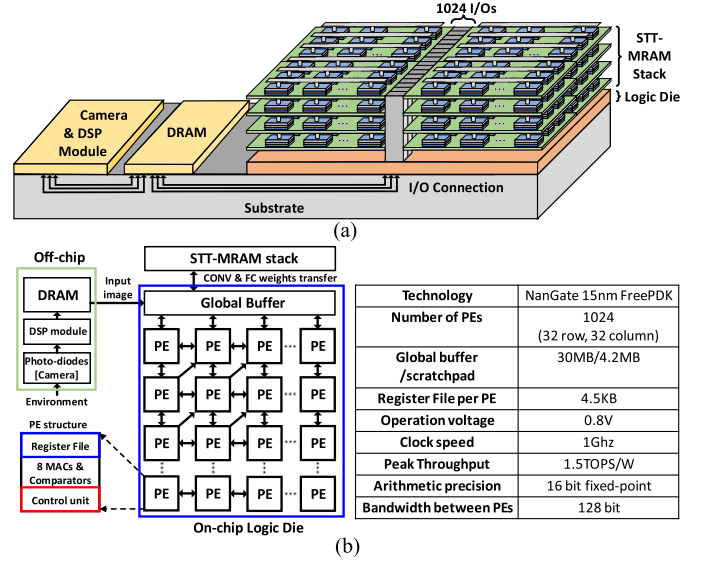 1024 I/Os
STT-
MRAM
Stack
Logic Die
Camera
& DSP
Module
DRAM
I/O Connection
Substrate
(a)
Off-chip
DRAM
DSP module
Photo-diodes
[Camera]
Environment
Input
image
STT-MRAM stack
CONV & FC weights transfer
Global Buffer
PE PE PE ... PE
PE PE PE ... PE
PE PE PE ... PE
PE PE PE ... PE
On-chip Logic Die
PE structure
Register File
8 MACs &
Comparators
Control unit
Technology NanGate 15nm FreePDK
Number of PEs 1024
(32 row, 32 column)
Global buffer 30MB/4.2MB
/scratchpad
Register File per PE 4.5KB
Operation voltage 0.8V
Clock speed 1Ghz
Peak Throughput 1.5TOPS/W
Arithmetic precision 16 bit fixed-point
Bandwidth between PEs 128 bit
(b)